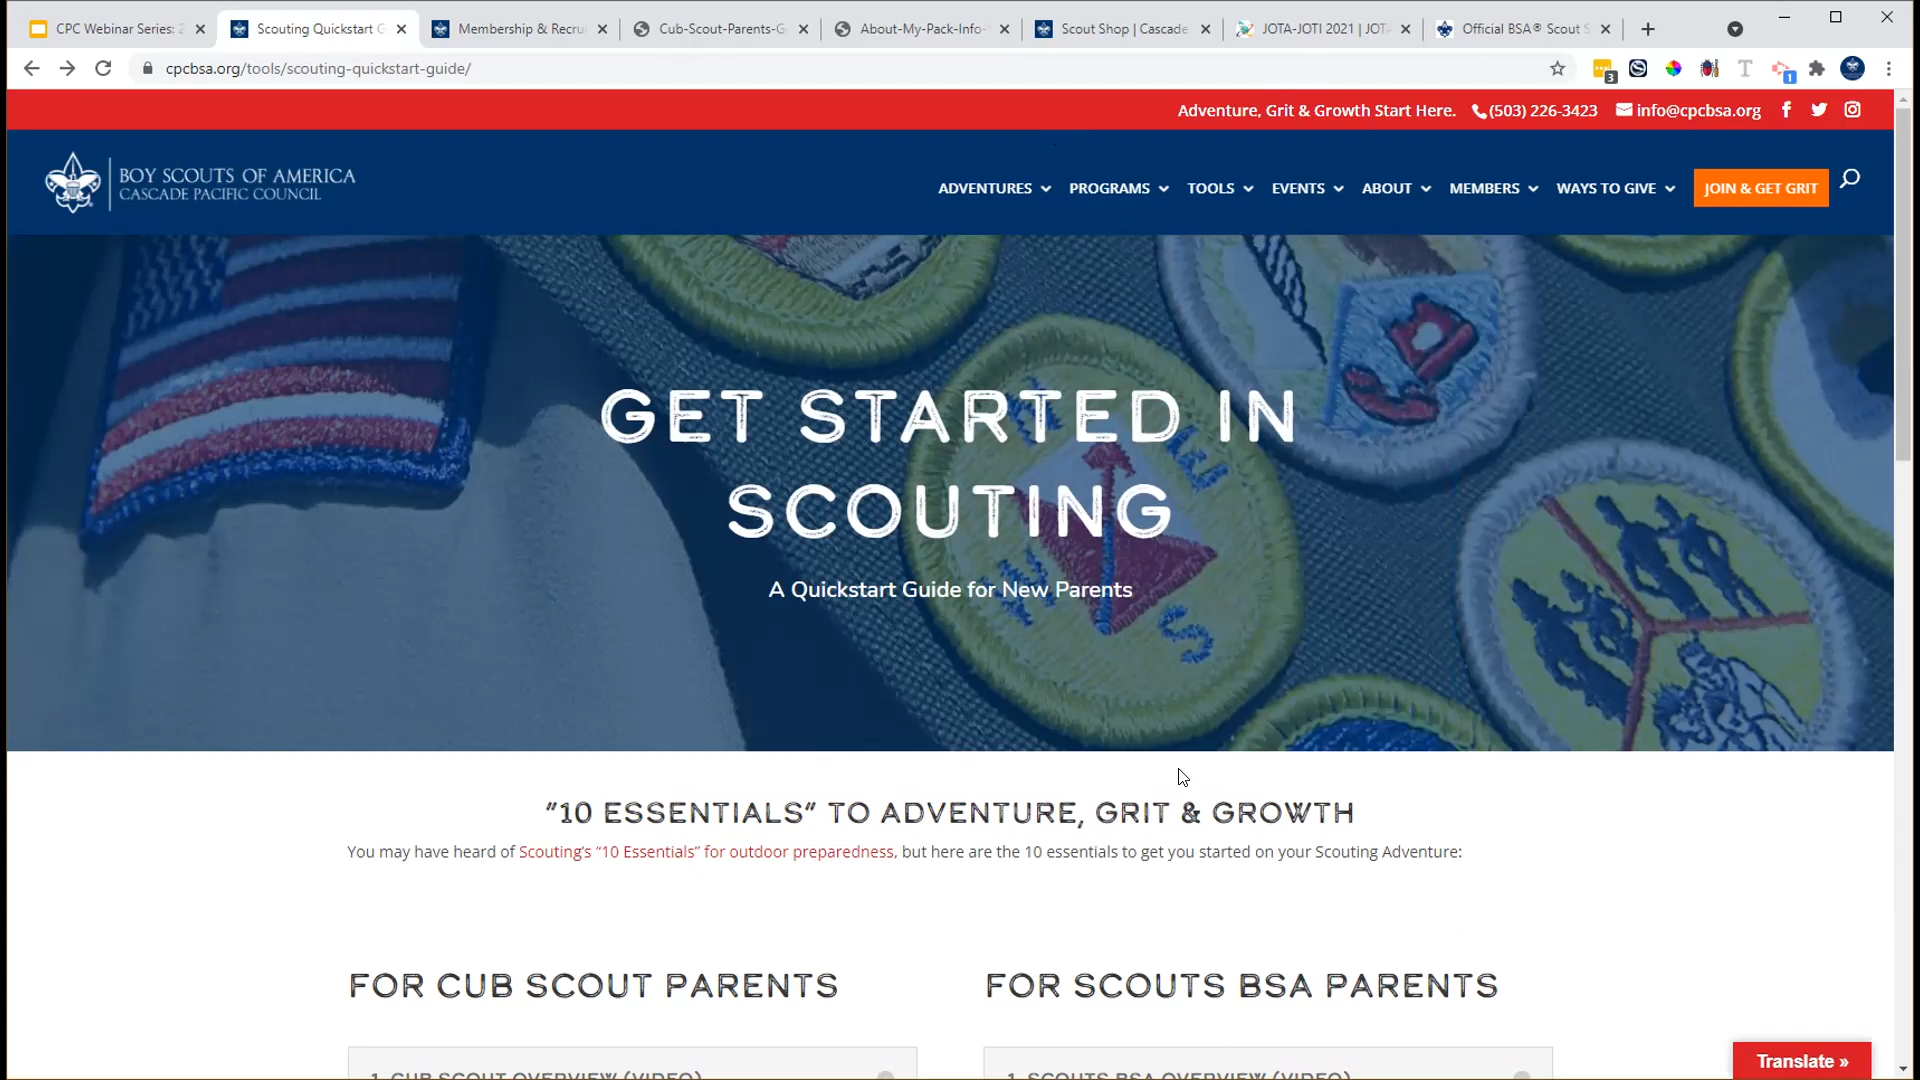 CPC Webinar Series: 2
Scouting Quickstart G
Membership & Recru
Cub-Scout-Parents-G
About-My-Pack-Info-
Scout Shop | Cascade
JOTA-JOTI 2021 | JOTA
Official BSA® Scout S
cpcbsa.org/tools/scouting-quickstart-guide/
3
T
1
Adventure, Grit & Growth Start Here. (503) 226-3423 info@cpcbsa.org
BOY SCOUTS OF AMERICA
CASCADE PACIFIC COUNCIL
ADVENTURES PROGRAMS TOOLS EVENTS ABOUT MEMBERS WAYS TO GIVE JOIN & GET GRIT
GET STARTED IN
SCOUTING
A Quickstart Guide for New Parents
S
"10 ESSENTIALS" TO ADVENTURE, GRIT & GROWTH
You may have heard of Scouting's "10 Essentials" for outdoor preparedness, but here are the 10 essentials to get you started on your Scouting Adventure:
FOR CUB SCOUT PARENTS
FOR SCOUTS BSA PARENTS
1. CUB SCOUT OVERVIEW (VIDEO)
1. SCOUTS BSA OVERVIEW (VIDEO)
Translate »